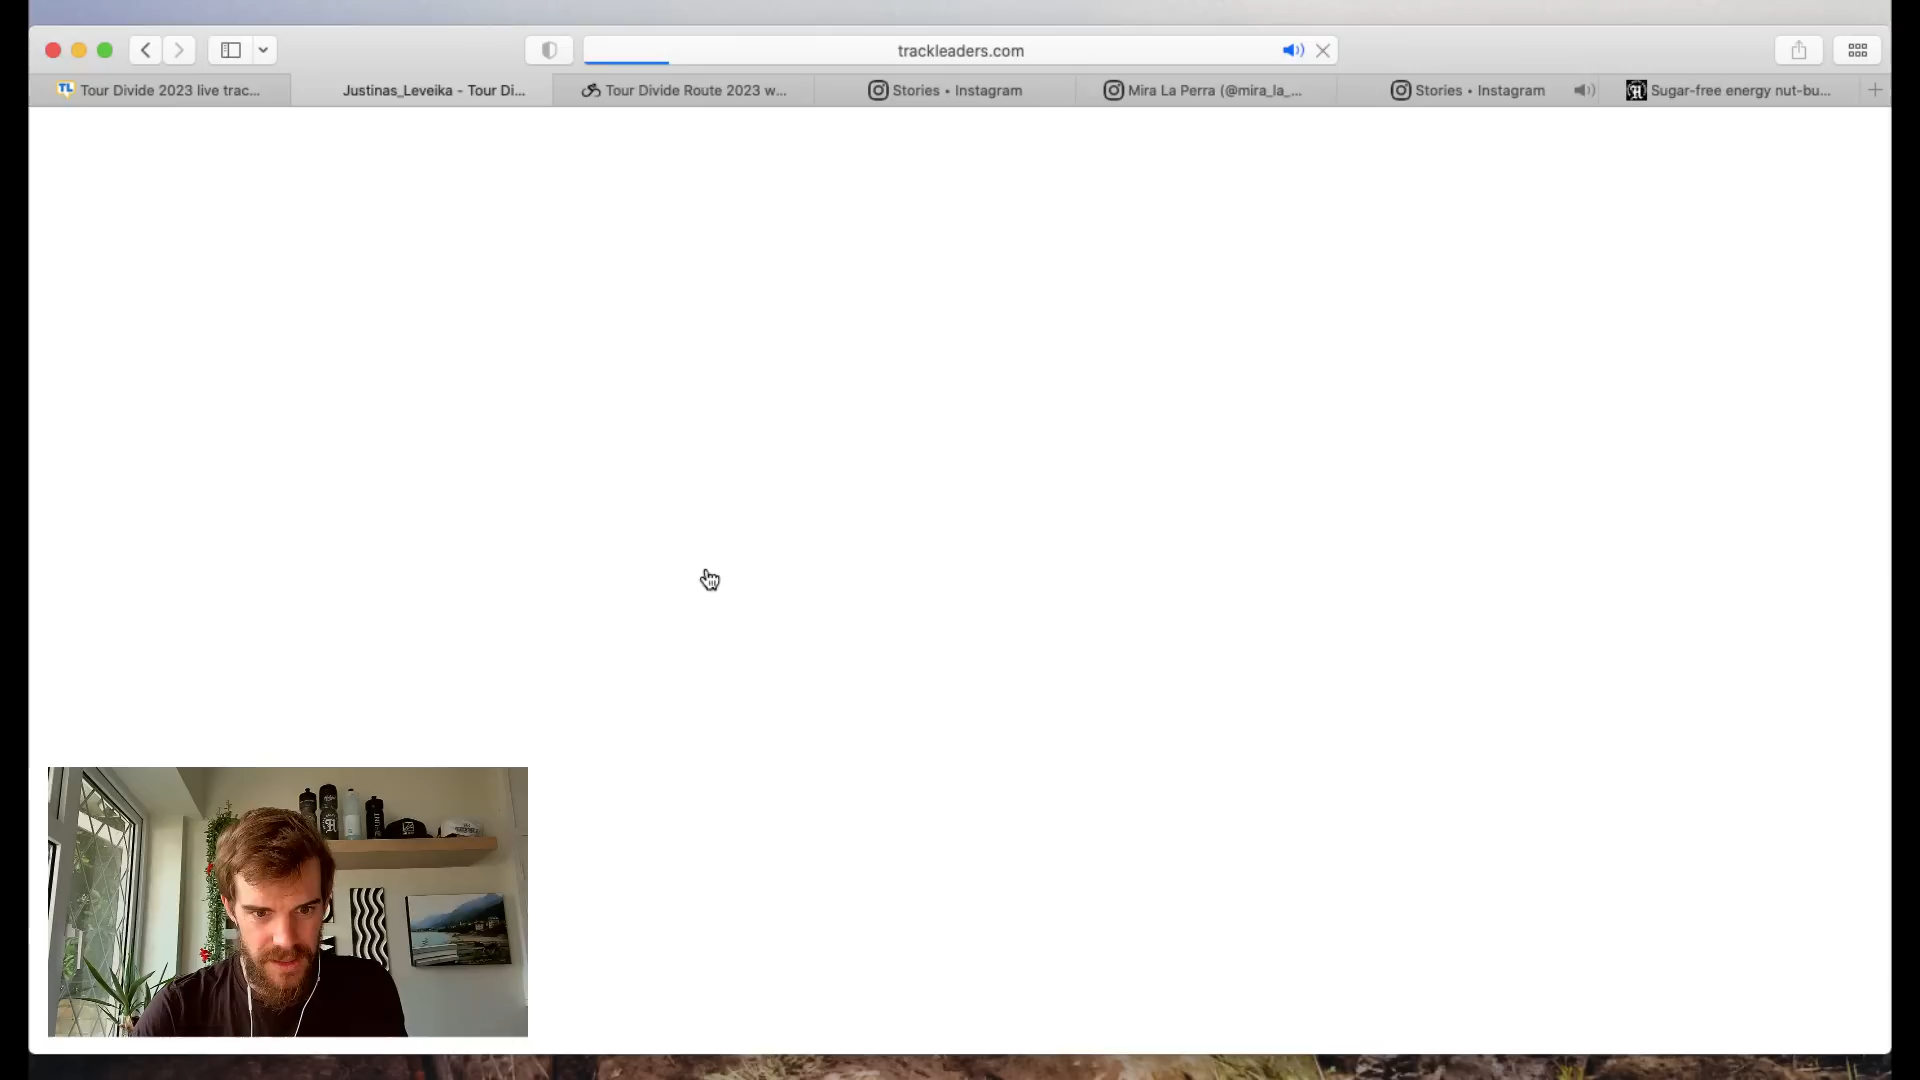 trackleaders.com
TL Tour Divide 2023 live trac...
Justinas_Leveika - Tour Di...
Tour Divide Route 2023 w...
Stories • Instagram
Mira La Perra (@mira_la_...
Stories • Instagram
Sugar-free energy nut-bu...